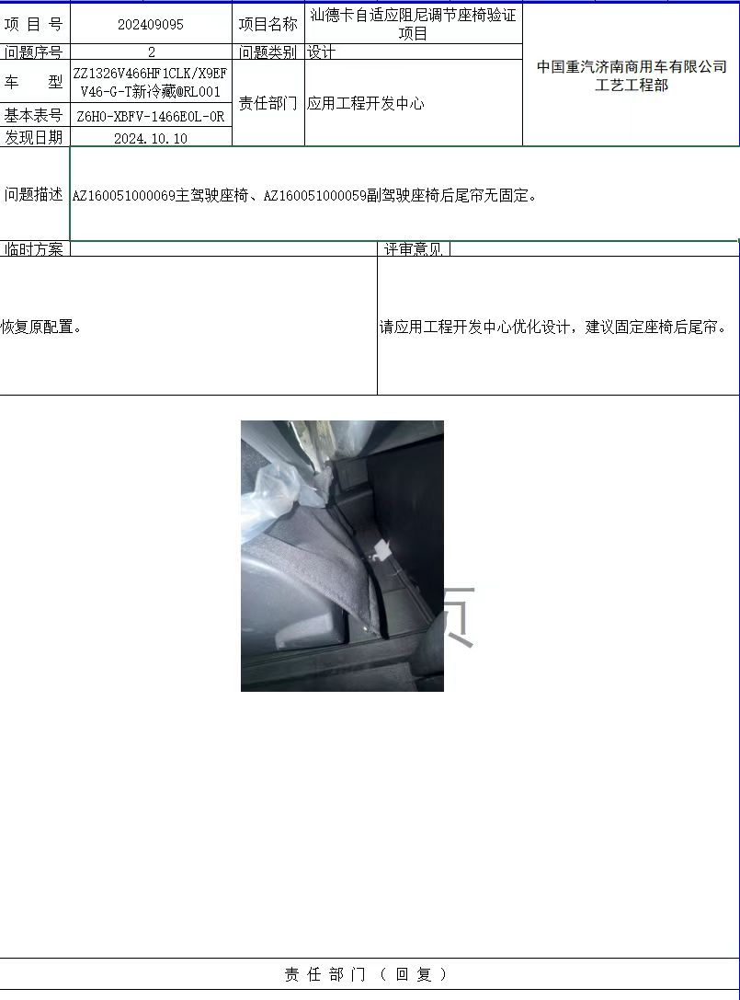 项 目 号
202409095
项目名称
汕德卡自适应阻尼调节座椅验证
项目
中国重汽济南商用车有限公司
工艺工程部
问题序号
2
问题类别
设计
车 型
ZZ1326V466HF1CLK/X9EF
V46-G-T新冷藏@RL001
责任部门
应用工程开发中心
基本表号
Z6H0-XBFV-1466E0L-0R
发现日期
2024.10.10
问题描述
AZ160051000069主驾驶座椅、AZ160051000059副驾驶座椅后尾帘无固定。
临时方案
评审意见
恢复原配置。
请应用工程开发中心优化设计，建议固定座椅后尾帘。
页
责 任 部 门 （ 回 复 ）